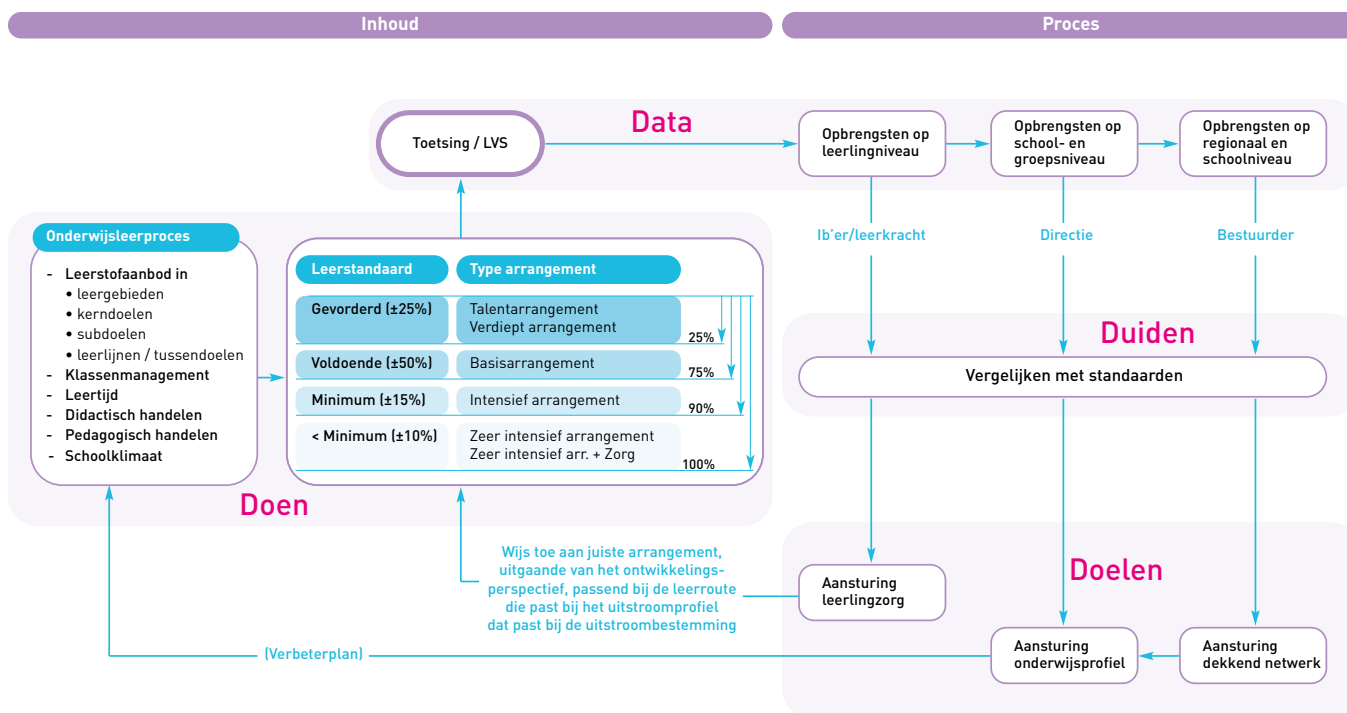 Inhoud
Proces
Data
Toetsing / LVS
Opbrengsten op
leerlingniveau
Opbrengsten op
school- en
groepsniveau
Opbrengsten op
regionaal en
schoolniveau
Ib'er/leerkracht
Directie
Bestuurder
Onderwijsleerproces
- Leerstofaanbod in
• leergebieden
• kerndoelen
• subdoelen
• leerlijnen / tussendoelen
- Klassenmanagement
- Leertijd
- Didactisch handelen
- Pedagogisch handelen
- Schoolklimaat
Leerstandaard
Type arrangement
Gevorderd (±25%)
Talentarrangement
Verdiept arrangement
25%
Voldoende (±50%)
Basisarrangement
75%
Minimum (±15%)
Intensief arrangement
90%
< Minimum (±10%)
Zeer intensief arrangement
Zeer intensief arr. + Zorg
100%
Doen
Duiden
Vergelijken met standaarden
Wijs toe aan juiste arrangement,
uitgaande van het ontwikkelings-
perspectief, passend bij de leerroute
die past bij het uitstroomprofiel
dat past bij de uitstroombestemming
Doelen
Aansturing
leerlingzorg
(Verbeterplan)
Aansturing
onderwijsprofiel
Aansturing
dekkend netwerk